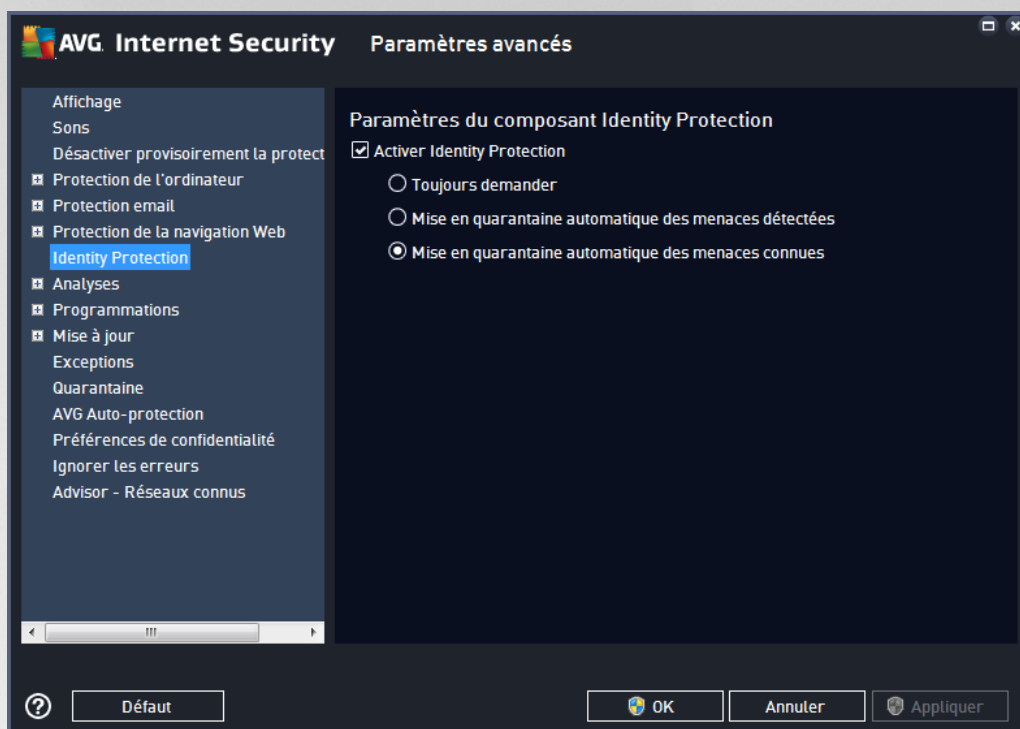 AVG. Internet Security
Paramètres avancés
Affichage
Sons
Désactiver provisoirement la protect
Protection de l'ordinateur
Protection email
Protection de la navigation Web
Identity Protection
Analyses
Programmations
Mise à jour
Exceptions
Quarantaine
AVG Auto-protection
Préférences de confidentialité
Ignorer les erreurs
Advisor - Réseaux connus
Paramètres du composant Identity Protection
Activer Identity Protection
Toujours demander
Mise en quarantaine automatique des menaces détectées
Mise en quarantaine automatique des menaces connues
Défaut
OK
Annuler
Appliquer